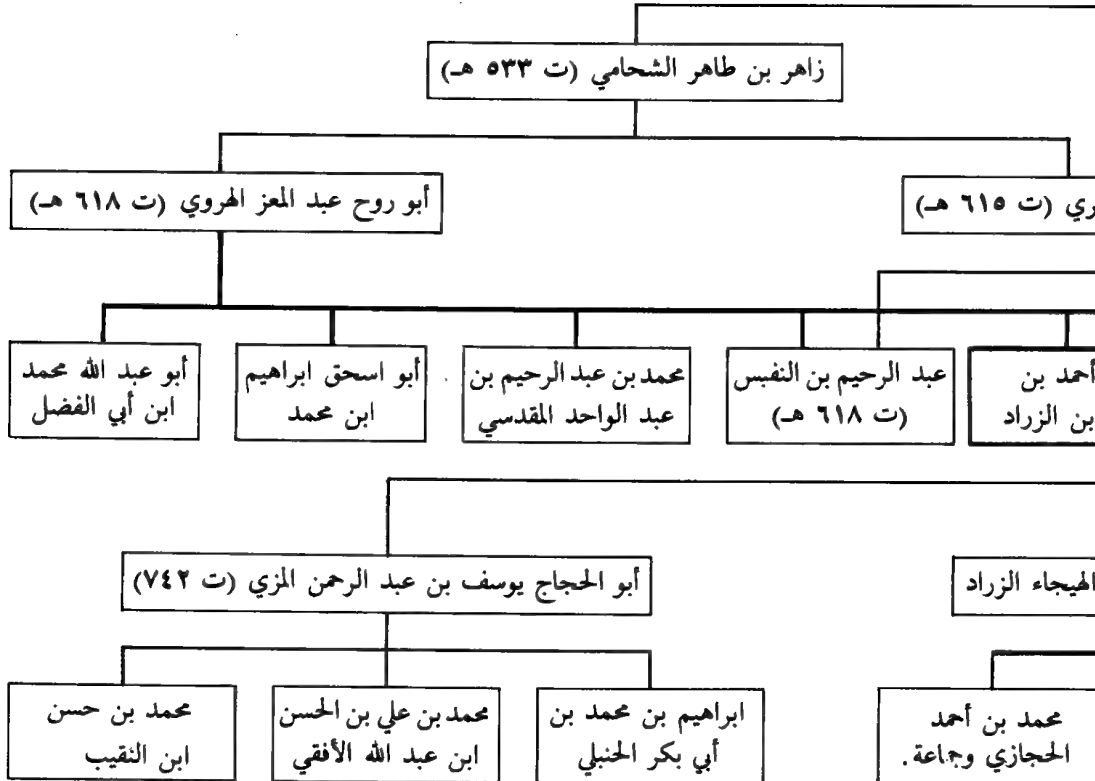 زاهر بن طاهر الشحامي (ت ٥٣٣ هـ)
ري (ت ٦١٥ هـ)
أبو روح عبد المعز الهروي (ت ٦١٨ هـ)
أحمد بن
بن الزراد
عبد الرحيم بن النفبس
(ت ٦١٨ هـ)
محمد بن عبد الرحيم بن
عبد الواحد المقدسي
أبو اسحق ابراهيم
ابن محمد
أبو عبد الله محمد
ابن أبي الفضل
الهيجاء الزراد
أبو الحجاج يوسف بن عبد الرحمن المزي (ت ٧٤٢)
محمد بن أحمد
الحجازي وجماعة.
ابراهيم بن محمد بن
أبي بكر الحنبلي
محمد بن علي بن الحسن
ابن عبد الله الأفقي
محمد بن حسن
ابن النقيب